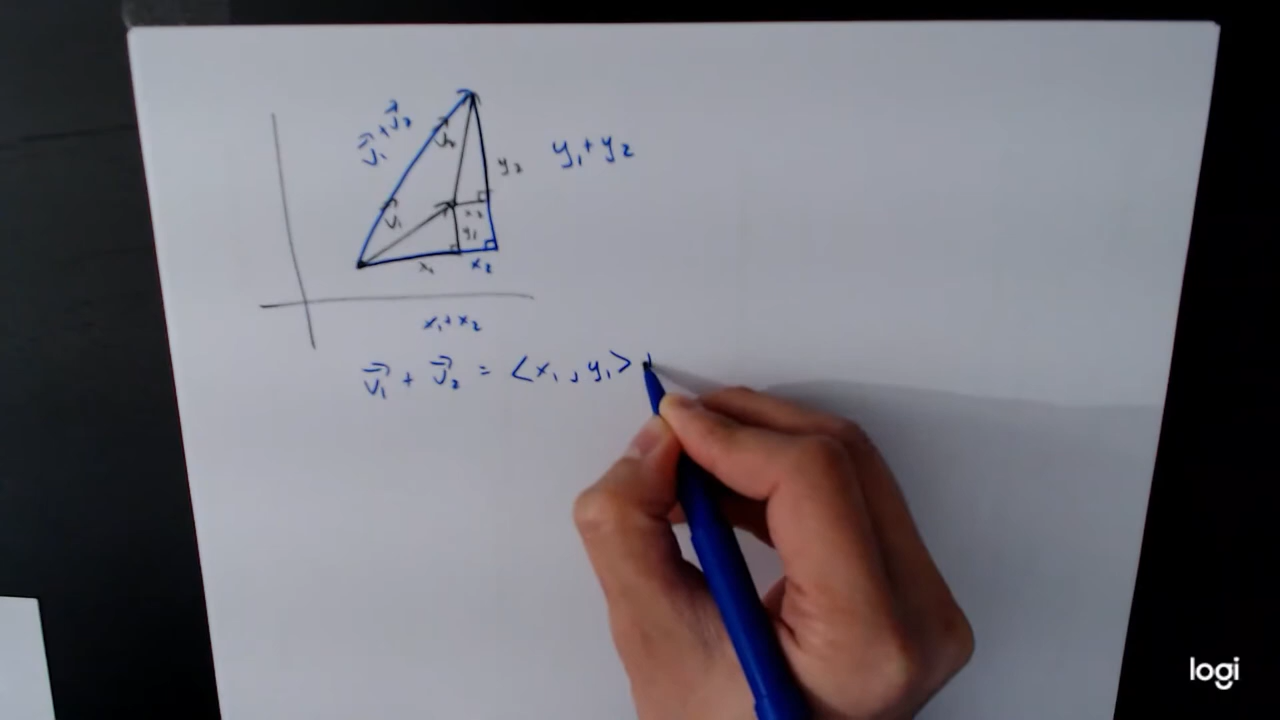 v⃗₁ + v⃗₂
v₂
y₂
y₁ + y₂
v₁
x₂
y₁
x₁
x₂
x₁ + x₂
v⃗₁ + v⃗₂ = <x₁, y₁> +
logi